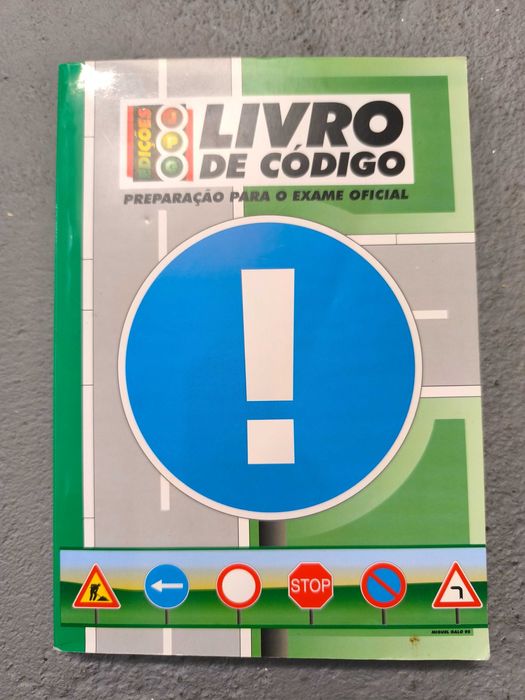 EDIÇÕES
J
P
G
LIVRO
DE CÓDIGO
PREPARAÇÃO PARA O EXAME OFICIAL
!
STOP